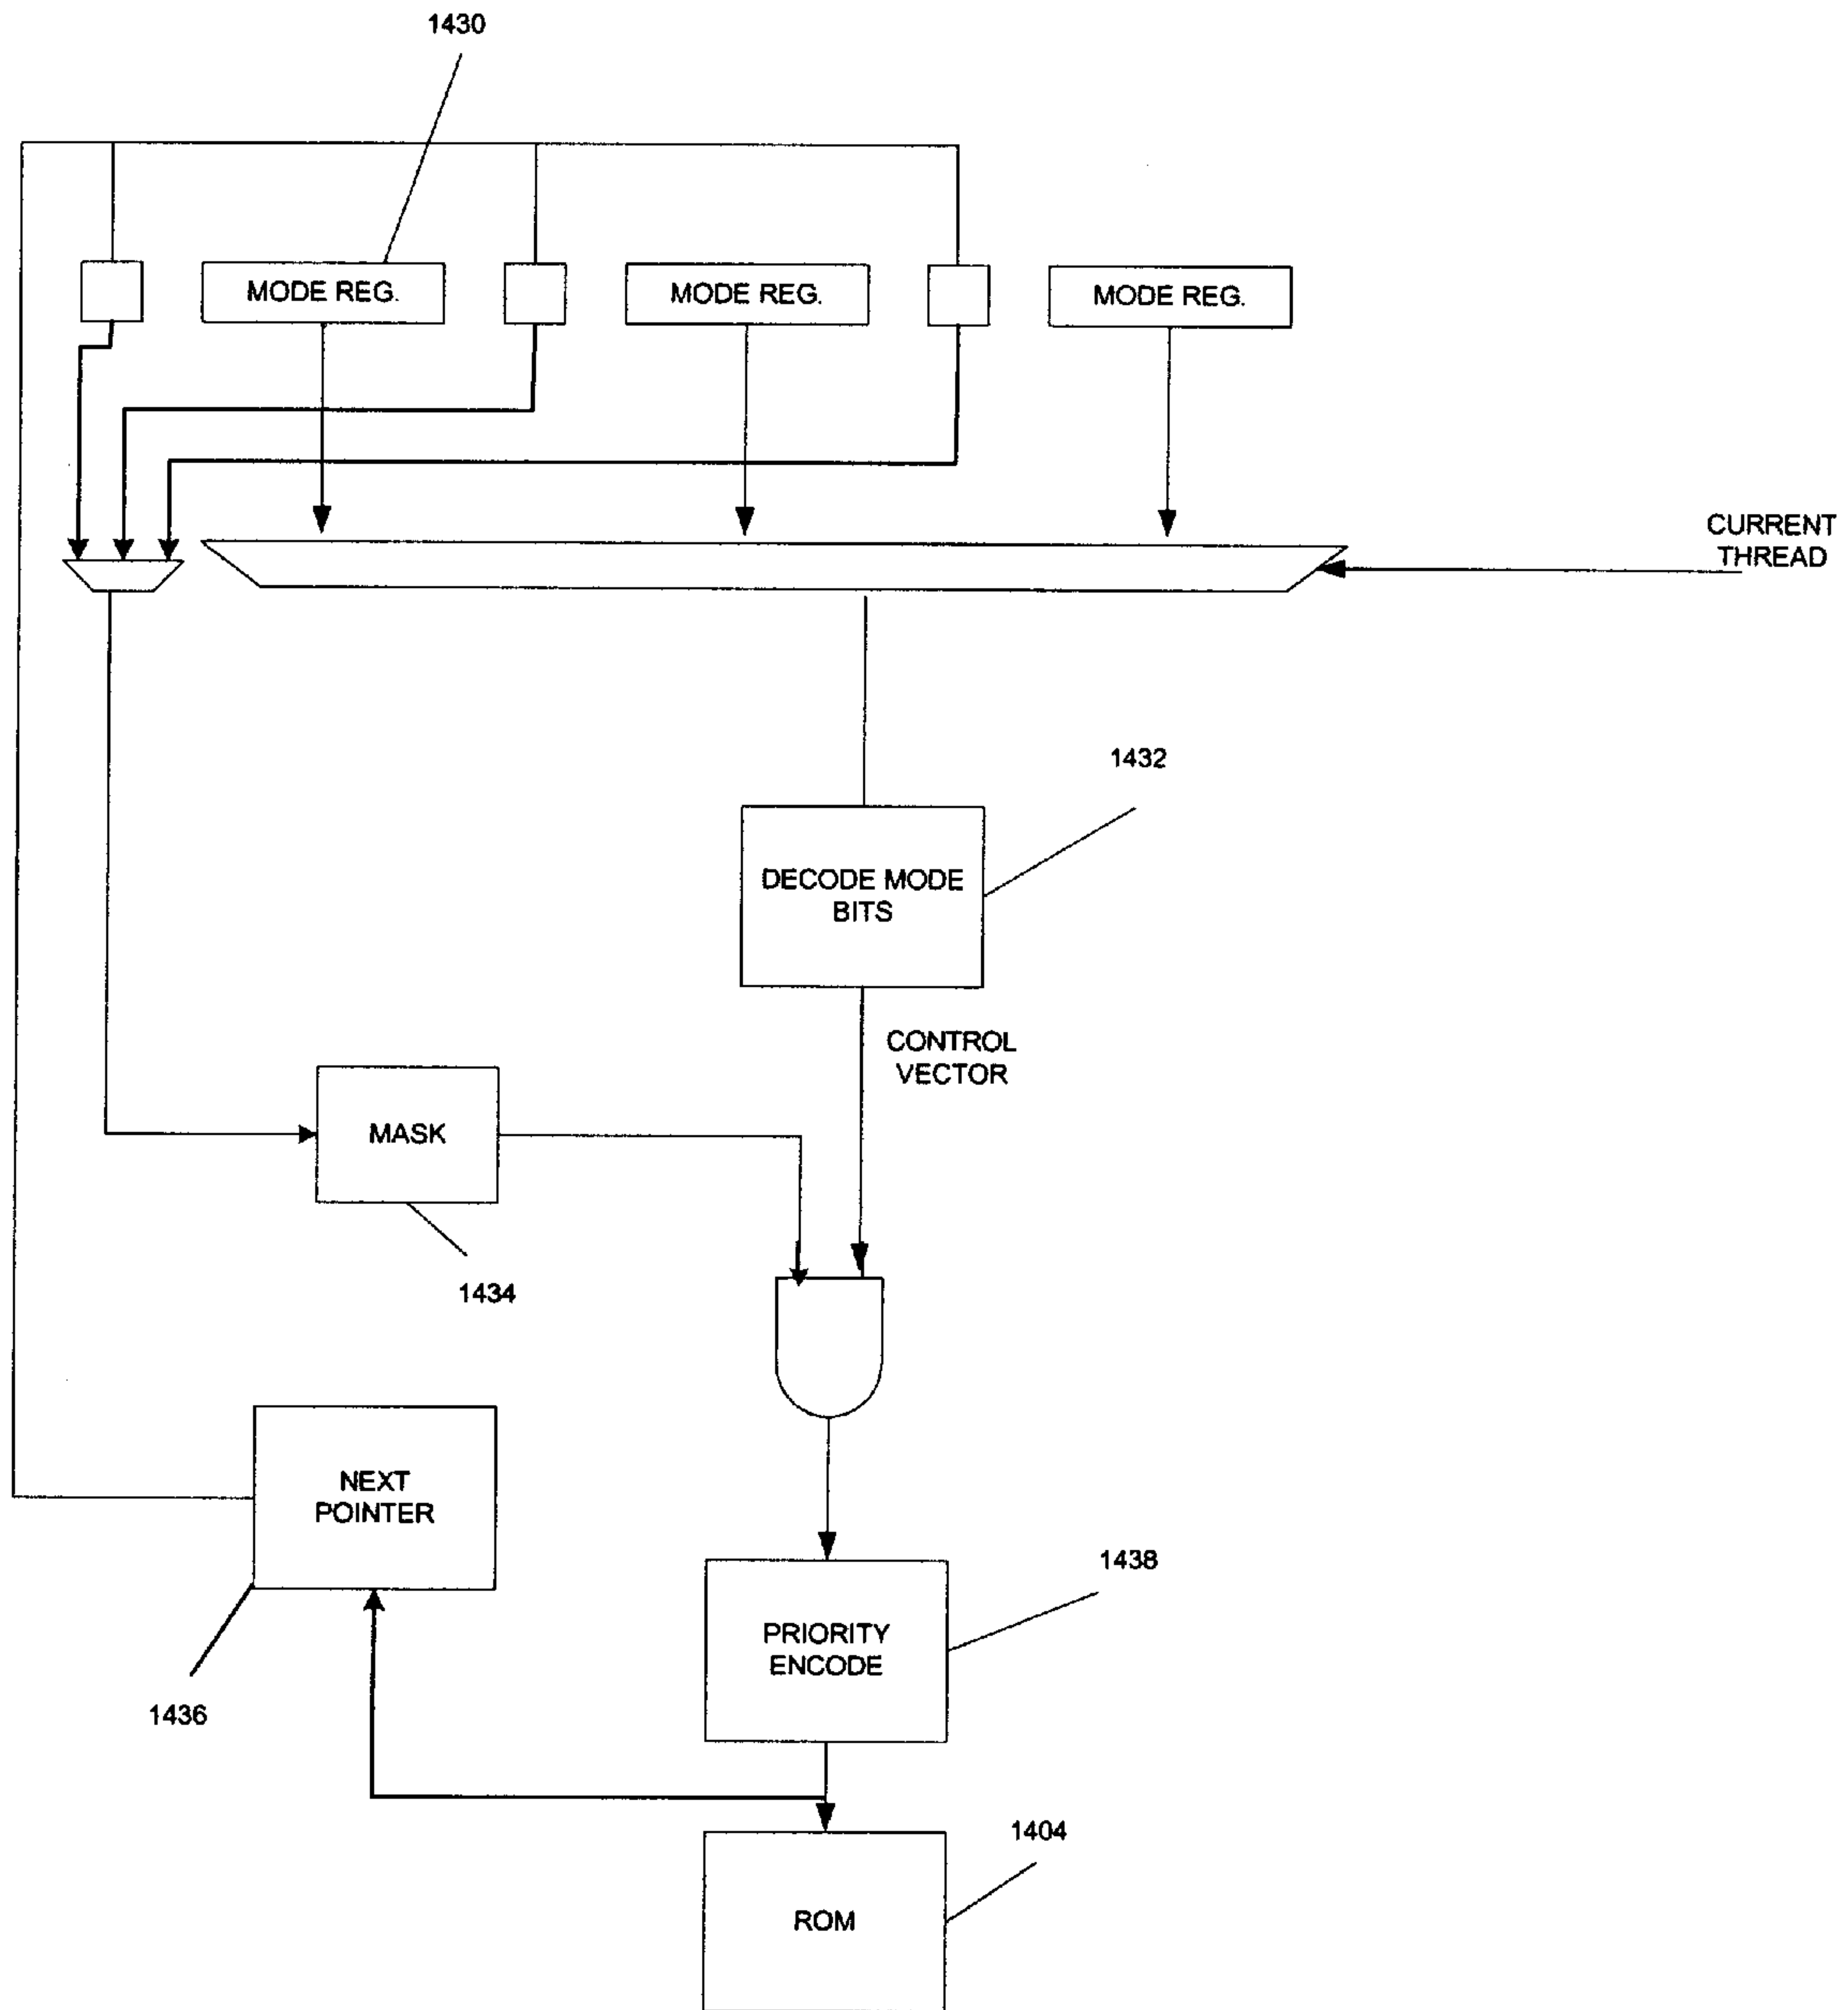 1430
MODE REG.
MODE REG.
MODE REG.
CURRENT
THREAD
1432
DECODE MODE
BITS
CONTROL
VECTOR
MASK
1434
NEXT
POINTER
1438
PRIORITY
ENCODE
1436
1404
ROM